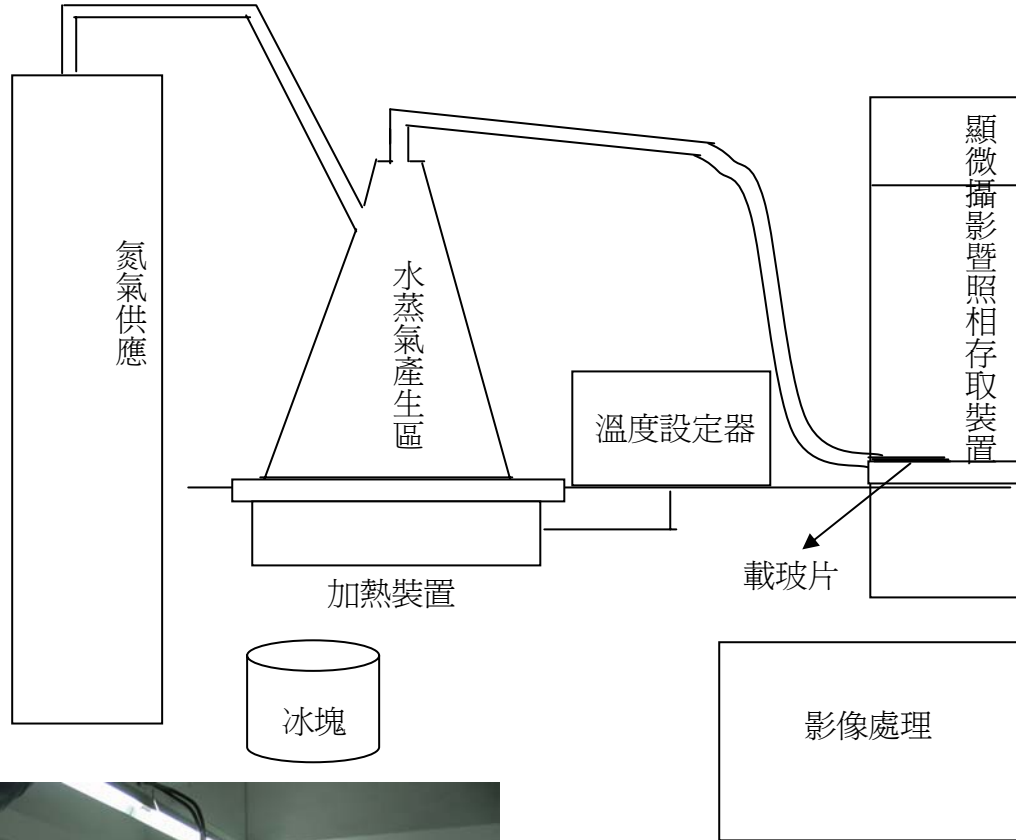 氮氣供應
水蒸氣產生區
溫度設定器
顯微攝影暨照相存取裝置
載玻片
加熱裝置
冰塊
影像處理